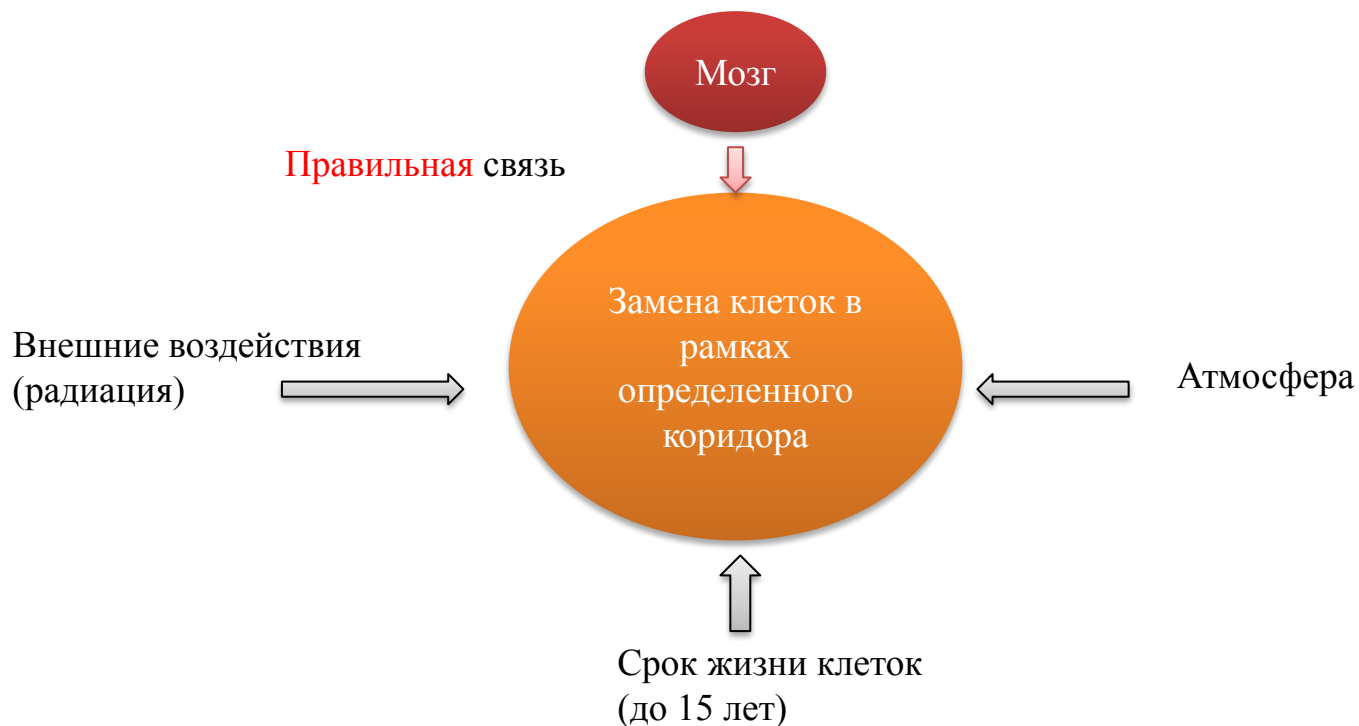 Мозг
Правильная связь
Замена клеток в
рамках
определенного
коридора
Внешние воздействия
(радиация)
Атмосфера
Срок жизни клеток
(до 15 лет)